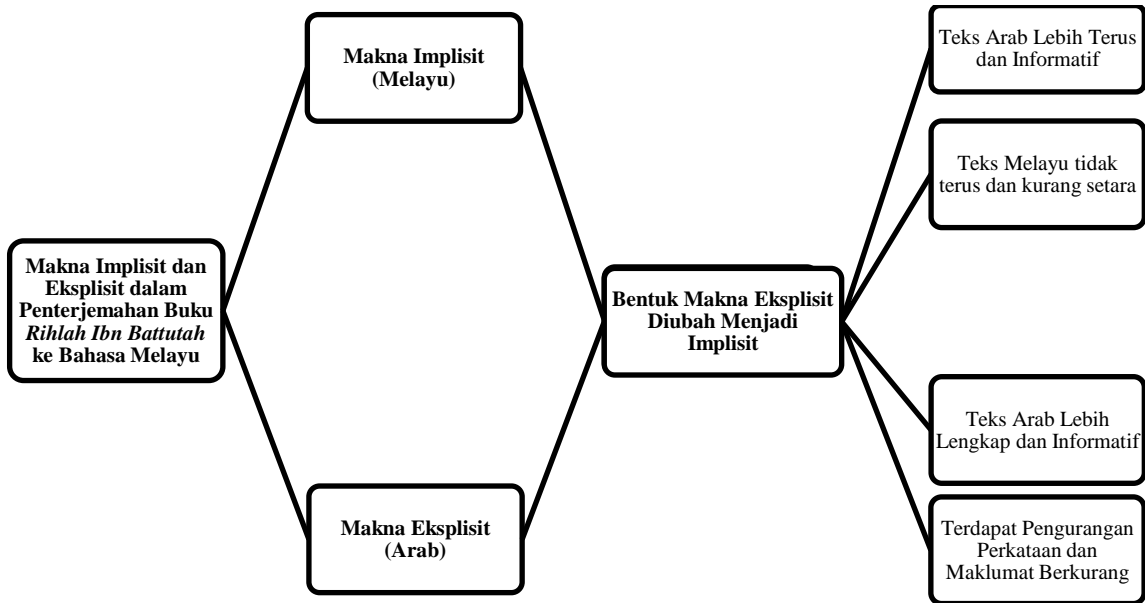 Makna Implisit dan
Eksplisit dalam
Penterjemahan Buku
Rihlah Ibn Battutah
ke Bahasa Melayu
Makna Implisit
(Melayu)
Makna Eksplisit
(Arab)
Bentuk Makna Eksplisit
Diubah Menjadi
Implisit
Teks Arab Lebih Terus
dan Informatif
Teks Melayu tidak
terus dan kurang setara
Teks Arab Lebih
Lengkap dan Informatif
Terdapat Pengurangan
Perkataan dan
Maklumat Berkurang